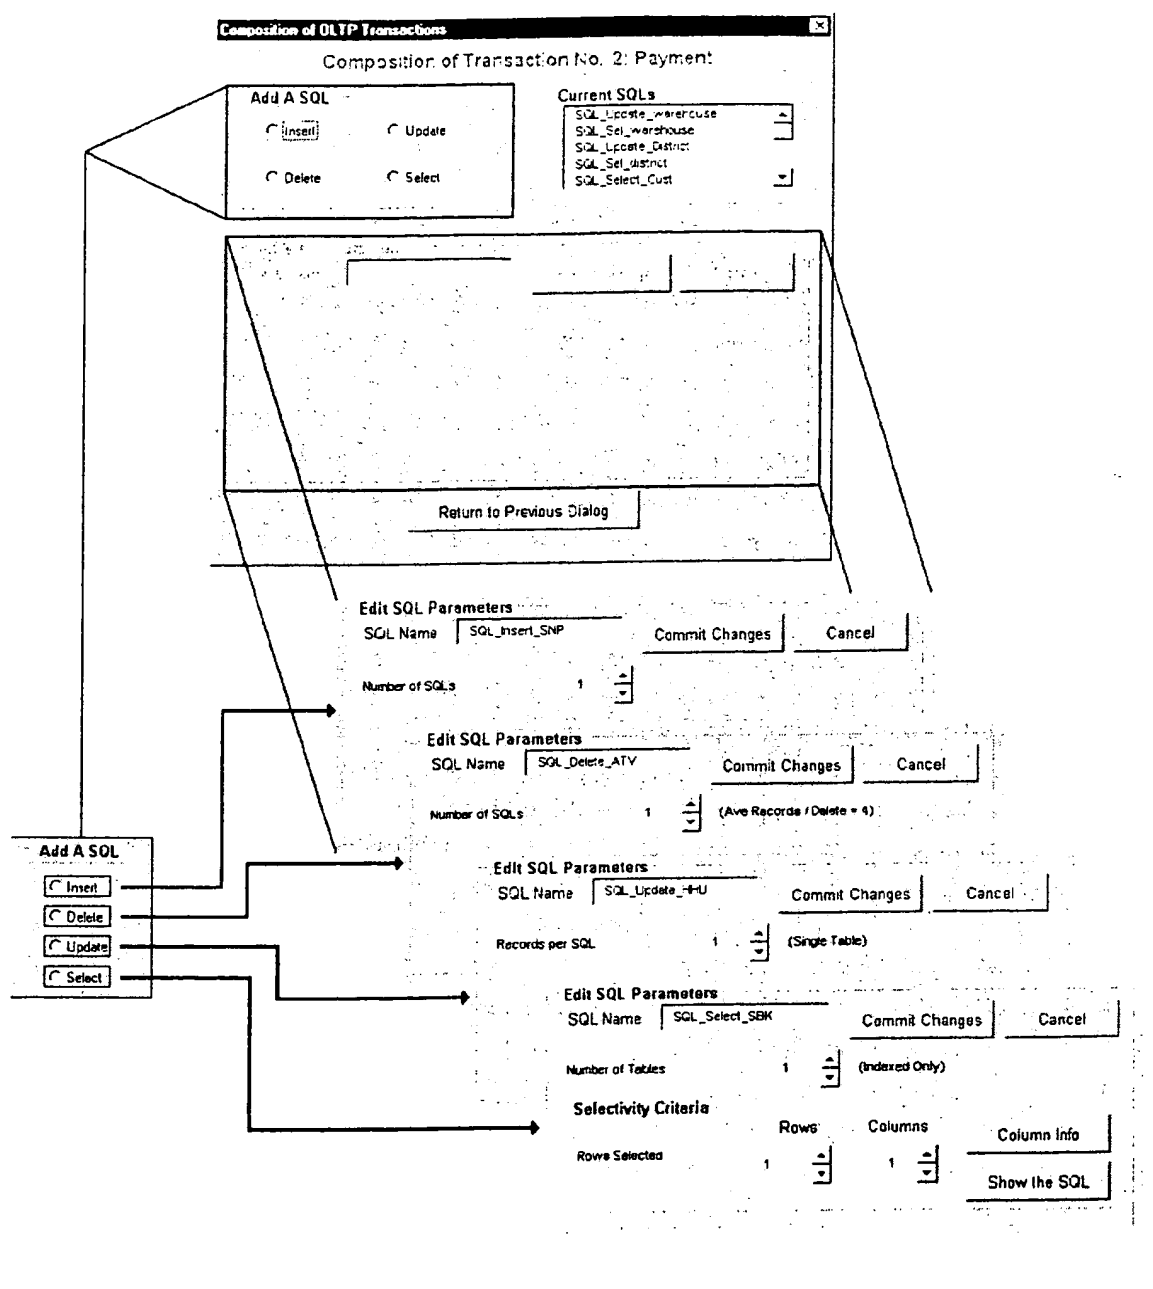 Composition of OLTP Transactions
Composition of Transaction No. 2: Payment
Add A SQL
Insert
Update
Delete
Select
Current SQLs
SQL_Update_warehouse
SQL_Sel_warehouse
SQL_Update_District
SQL_Sel_district
SQL_Select_Cust
Return to Previous Dialog
Edit SQL Parameters
SQL Name SQL_Insert_SNP Commit Changes Cancel
Number of SQLs 1
Edit SQL Parameters
SQL Name SQL_Delete_ATV Commit Changes Cancel
Number of SQLs 1 (Ave Records / Delete = 4)
Edit SQL Parameters
SQL Name SQL_Update_HHU Commit Changes Cancel
Records per SQL 1 (Single Table)
Edit SQL Parameters
SQL Name SQL_Select_SBK Commit Changes Cancel
Number of Tables 1 (Indexed Only)
Selectivity Criteria
Rows Columns Column Info
Rows Selected 1 1
Show the SQL
Add A SQL
Insert
Delete
Update
Select